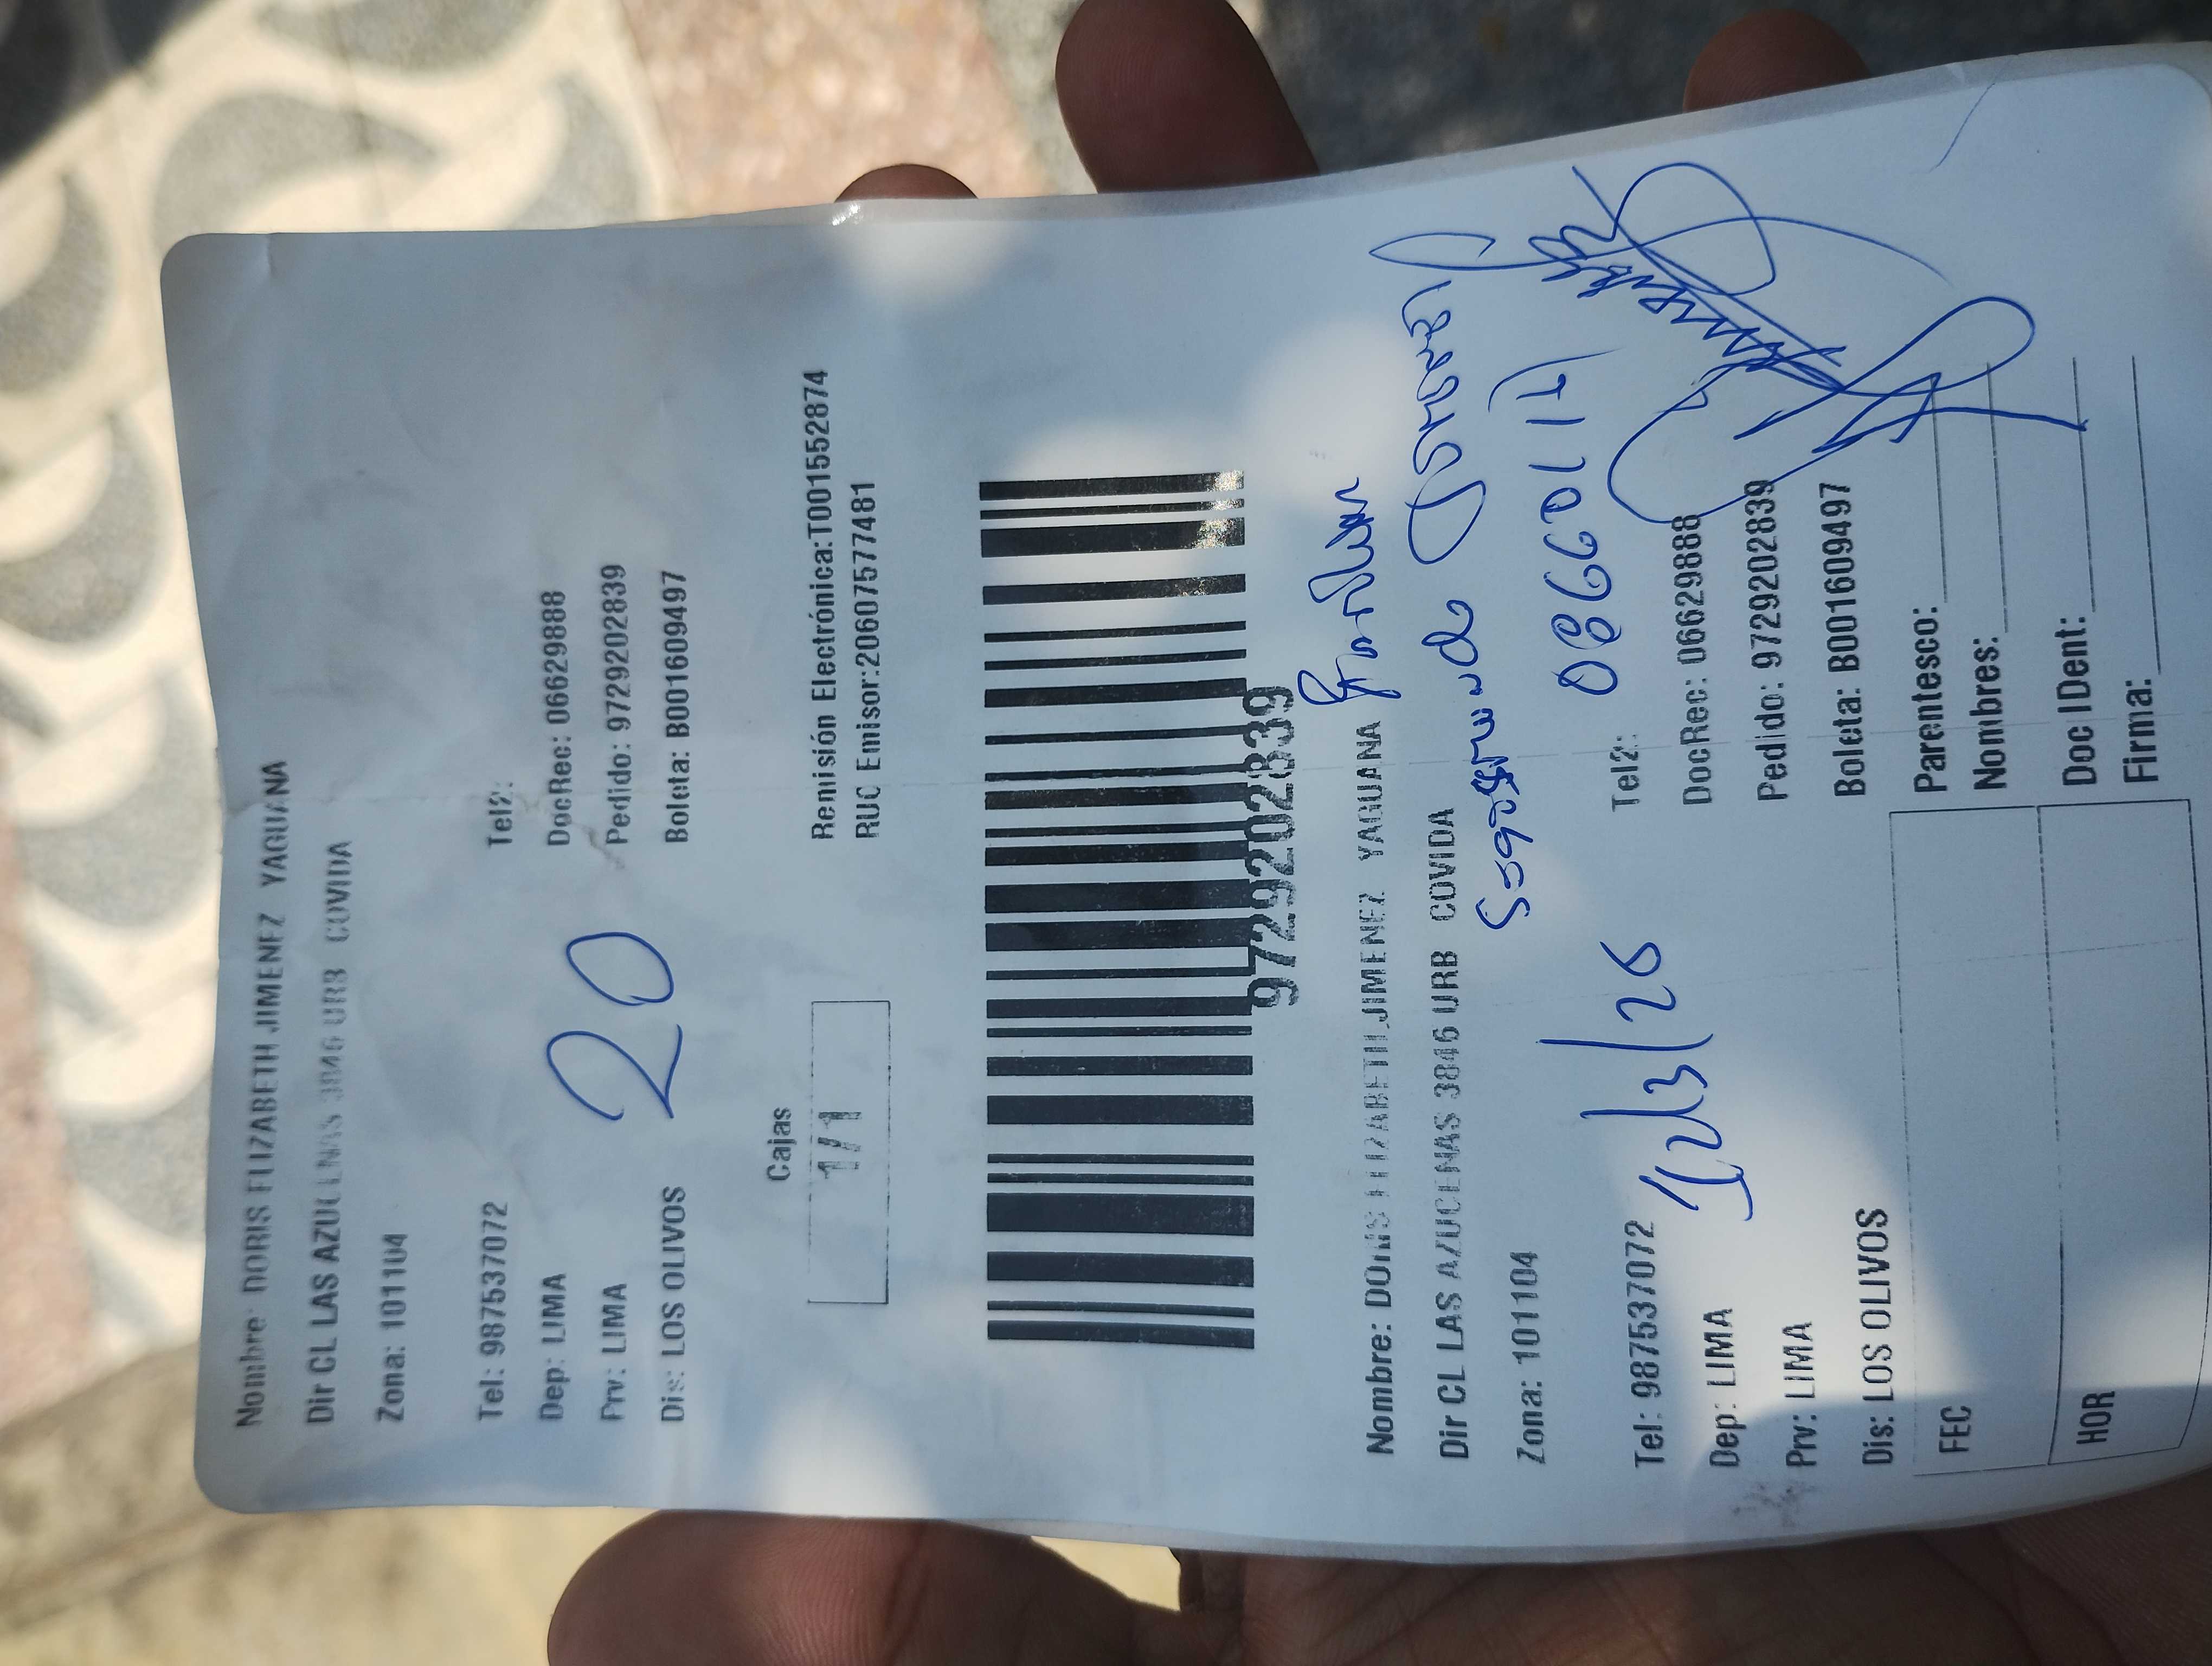 Nombre: DORIS ELIZABETH JIMENEZ YAGUANA
Dir CL LAS AZUCENAS 3846 URB COVIDA
Zona: 101104
Tel: 987537072 Tel2:
Dep: LIMA DocRec: 06629888
Prv: LIMA Pedido: 9729202839
Dis: LOS OLIVOS Boleta: B001609497
20
Cajas
1/1
Remisión Electrónica:T001552874
RUC Emisor:20607577481
9729202839
Nombre: DORIS ELIZABETH JIMENEZ YAGUANA
Dir CL LAS AZUCENAS 3846 URB COVIDA
Zona: 101104
Tel: 987537072 Tel2:
Dep: LIMA DocRec: 06629888
Prv: LIMA Pedido: 9729202839
Dis: LOS OLIVOS Boleta: B001609497
FEC Parentesco:
Nombres:
HOR Doc IDent:
Firma: